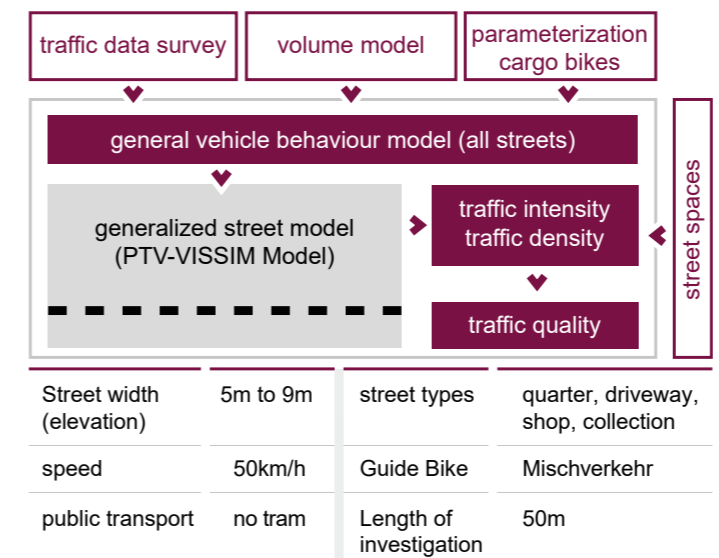 traffic data survey
volume model
parameterization
cargo bikes
general vehicle behaviour model (all streets)
generalized street model
(PTV-VISSIM Model)
traffic intensity
traffic density
traffic quality
street spaces
Street width
(elevation)
5m to 9m
street types
quarter, driveway,
shop, collection
speed
50km/h
Guide Bike
Mischverkehr
public transport
no tram
Length of
investigation
50m